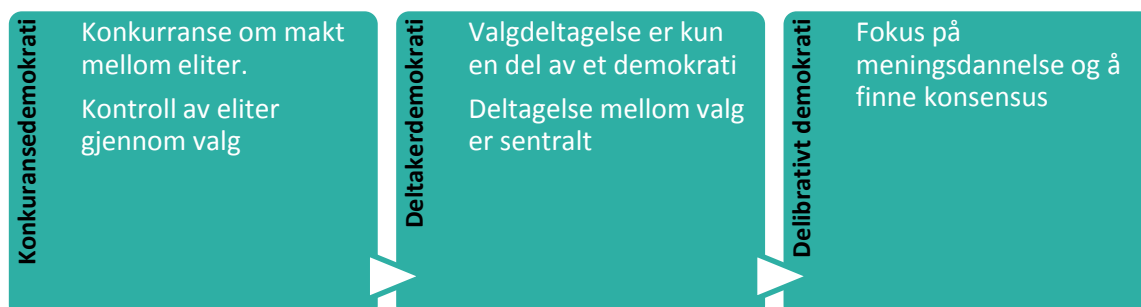 Konkuransedemokrati
Konkurranse om makt
mellom eliter.
Kontroll av eliter
gjennom valg
Deltakerdemokrati
Valgdeltagelse er kun
en del av et demokrati
Deltagelse mellom valg
er sentralt
Delibrativt demokrati
Fokus på
meningsdannelse og å
finne konsensus